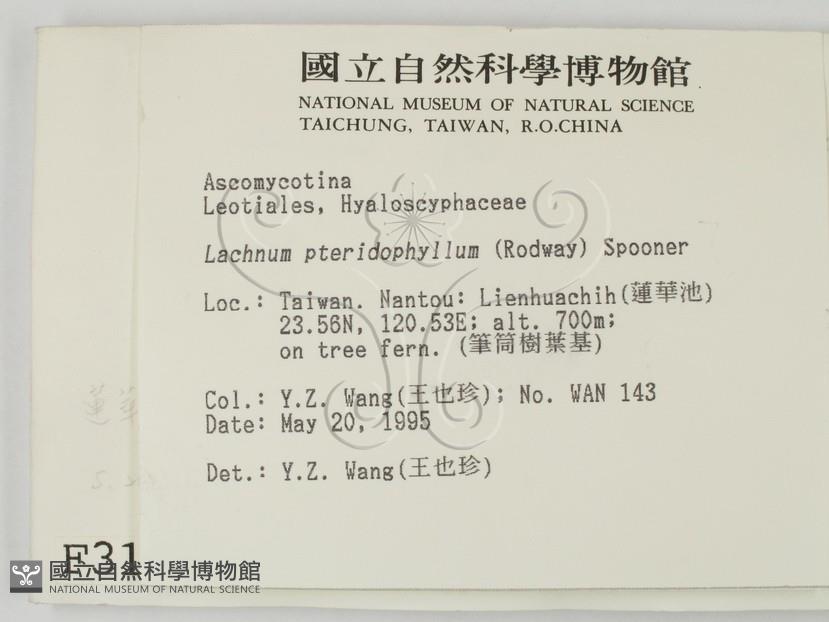 國立自然科學博物館
NATIONAL MUSEUM OF NATURAL SCIENCE
TAICHUNG, TAIWAN, R.O.CHINA
Ascomycotina
Leotiales, Hyaloscyphaceae
Lachnum pteridophyllum (Rodway) Spooner
Loc.: Taiwan. Nantou: Lienhuachih(蓮華池)
23.56N, 120.53E; alt. 700m;
on tree fern. (筆筒樹葉基)
Col.: Y.Z. Wang(王也珍); No. WAN 143
Date: May 20, 1995
Det.: Y.Z. Wang(王也珍)
F31
國立自然科學博物館
NATIONAL MUSEUM OF NATURAL SCIENCE